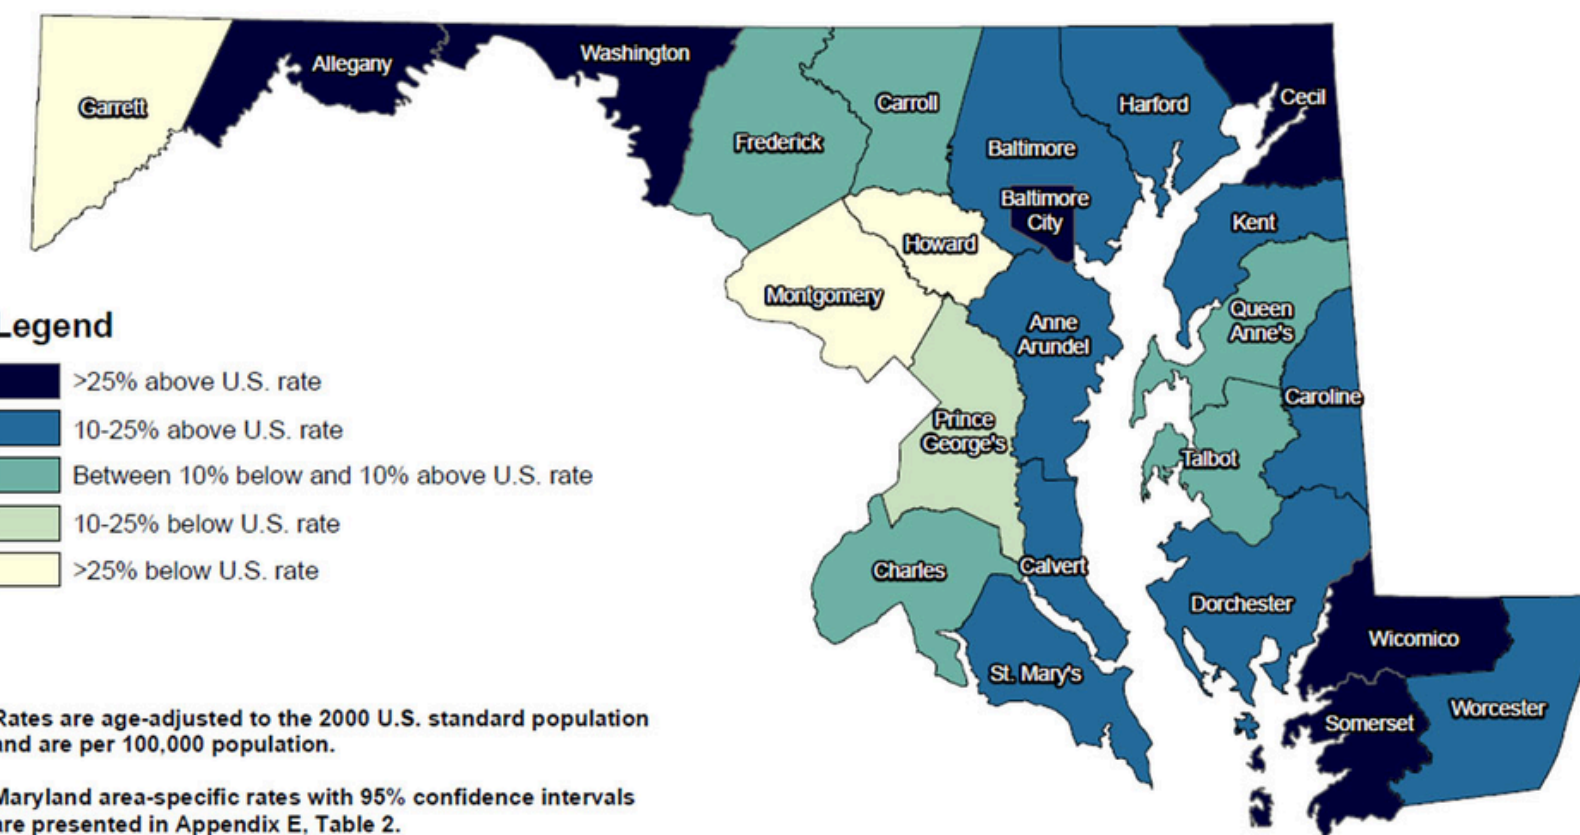 Garrett
Allegany
Washington
Frederick
Carroll
Baltimore
Harford
Cecil
Baltimore
City
Kent
Howard
Montgomery
Anne
Arundel
Queen
Anne's
Caroline
Prince
George's
Talbot
Charles
Calvert
Dorchester
St. Mary's
Wicomico
Somerset
Worcester
Legend
>25% above U.S. rate
10-25% above U.S. rate
Between 10% below and 10% above U.S. rate
10-25% below U.S. rate
>25% below U.S. rate
Rates are age-adjusted to the 2000 U.S. standard population
and are per 100,000 population.
Maryland area-specific rates with 95% confidence intervals
are presented in Appendix E, Table 2.